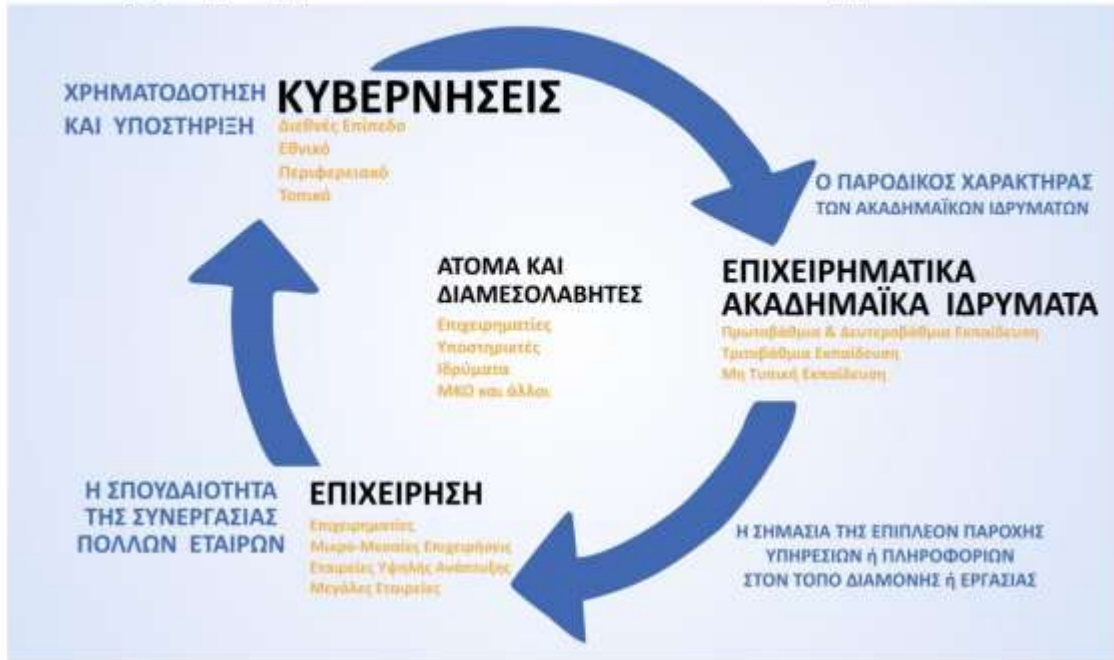 ΧΡΗΜΑΤΟΔΟΤΗΣΗ
ΚΑΙ ΥΠΟΣΤΗΡΙΞΗ
ΚΥΒΕΡΝΗΣΕΙΣ
Διεθνές Επίπεδο
Εθνικό
Περιφερειακό
Τοπικό
Ο ΠΑΡΟΔΙΚΟΣ ΧΑΡΑΚΤΗΡΑΣ
ΤΩΝ ΑΚΑΔΗΜΑΪΚΩΝ ΙΔΡΥΜΑΤΩΝ
ΑΤΟΜΑ ΚΑΙ
ΔΙΑΜΕΣΟΛΑΒΗΤΕΣ
Επιχειρηματίες
Υποστηρικτές
Ιδρύματα
ΜΚΟ και άλλοι
ΕΠΙΧΕΙΡΗΜΑΤΙΚΑ
ΑΚΑΔΗΜΑΪΚΑ ΙΔΡΥΜΑΤΑ
Πρωτοβάθμια & Δευτεροβάθμια Εκπαίδευση
Τριτοβάθμια Εκπαίδευση
Μη Τυπική Εκπαίδευση
Η ΣΠΟΥΔΑΙΟΤΗΤΑ
ΤΗΣ ΣΥΝΕΡΓΑΣΙΑΣ
ΠΟΛΛΩΝ ΕΤΑΙΡΩΝ
ΕΠΙΧΕΙΡΗΣΗ
Επιχειρηματίες
Μικρο-Μεσαίες Επιχειρήσεις
Εταιρείες Υψηλής Ανάπτυξης
Μεγάλες Εταιρείες
Η ΣΗΜΑΣΙΑ ΤΗΣ ΕΠΙΠΛΕΟΝ ΠΑΡΟΧΗΣ
ΥΠΗΡΕΣΙΩΝ ή ΠΛΗΡΟΦΟΡΙΩΝ
ΣΤΟΝ ΤΟΠΟ ΔΙΑΜΟΝΗΣ ή ΕΡΓΑΣΙΑΣ